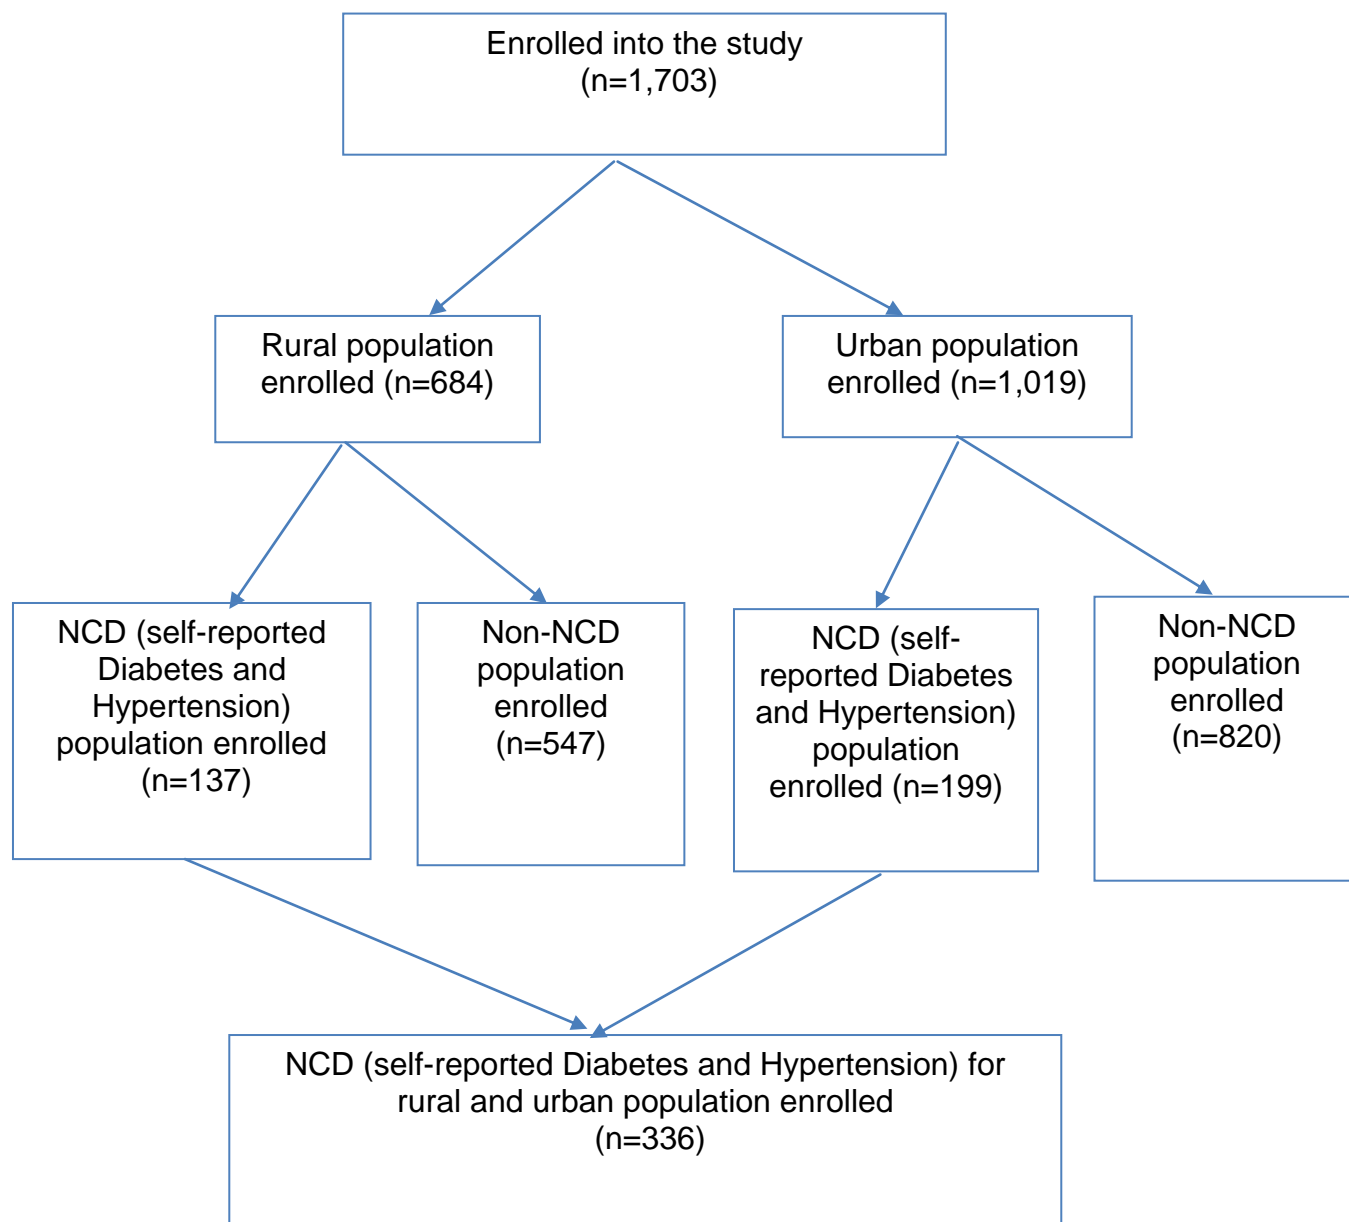 Enrolled into the study
(n=1,703)
Rural population
enrolled (n=684)
Urban population
enrolled (n=1,019)
NCD (self-reported
Diabetes and
Hypertension)
population enrolled
(n=137)
Non-NCD
population
enrolled
(n=547)
NCD (self-
reported Diabetes
and Hypertension)
population
enrolled (n=199)
Non-NCD
population
enrolled
(n=820)
NCD (self-reported Diabetes and Hypertension) for
rural and urban population enrolled
(n=336)